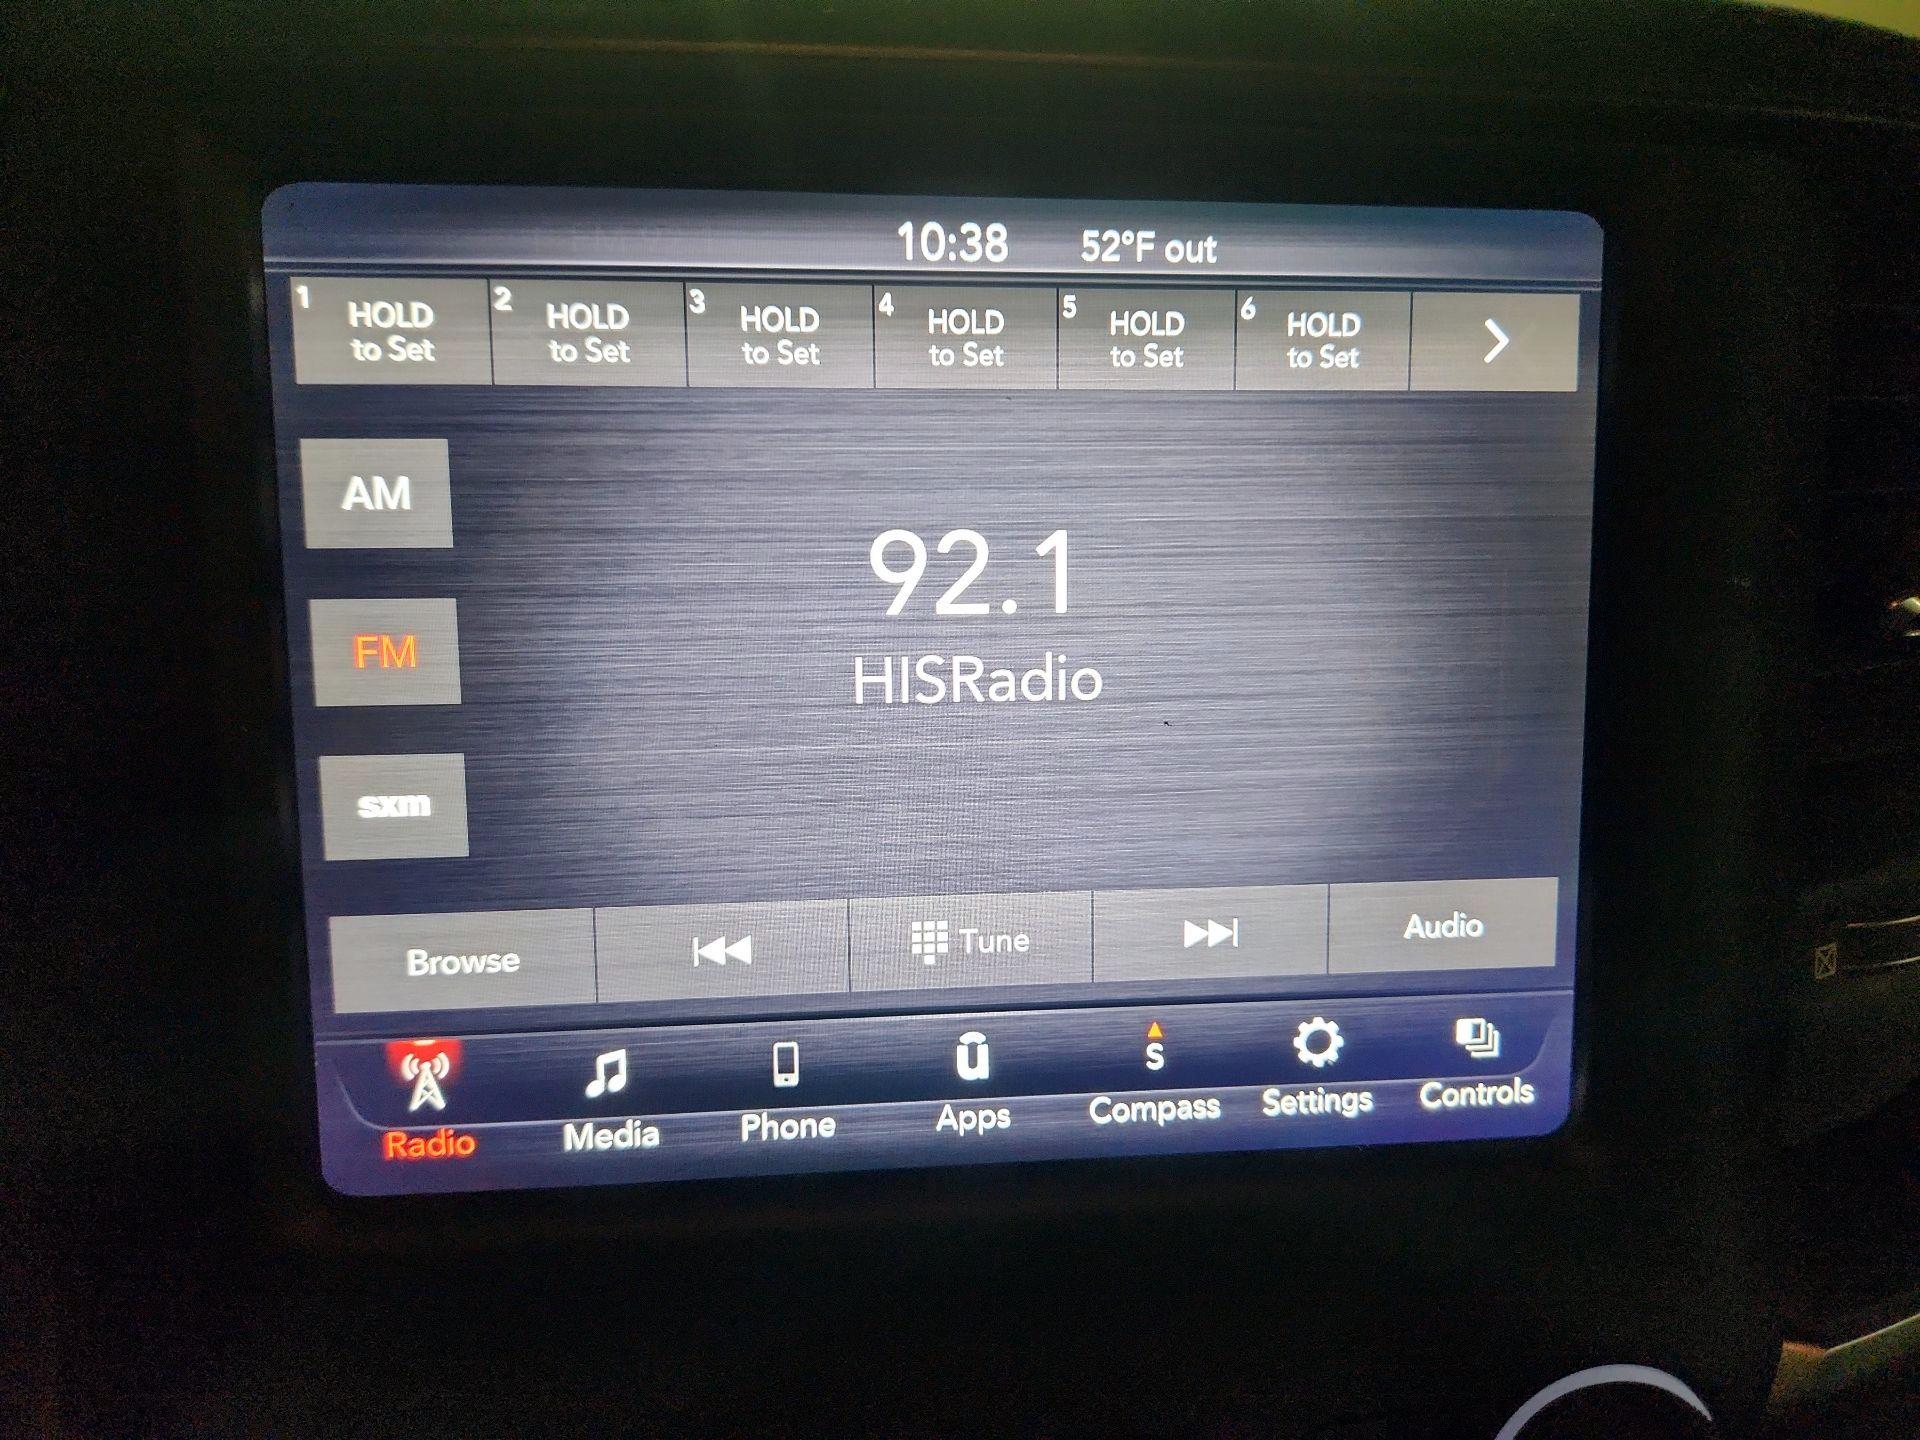 10:38 52°F out
1 HOLD to Set
2 HOLD to Set
3 HOLD to Set
4 HOLD to Set
5 HOLD to Set
6 HOLD to Set
AM
92.1
FM
HISRadio
sxm
Browse Tune Audio
S
Radio Media Phone Apps Compass Settings Controls